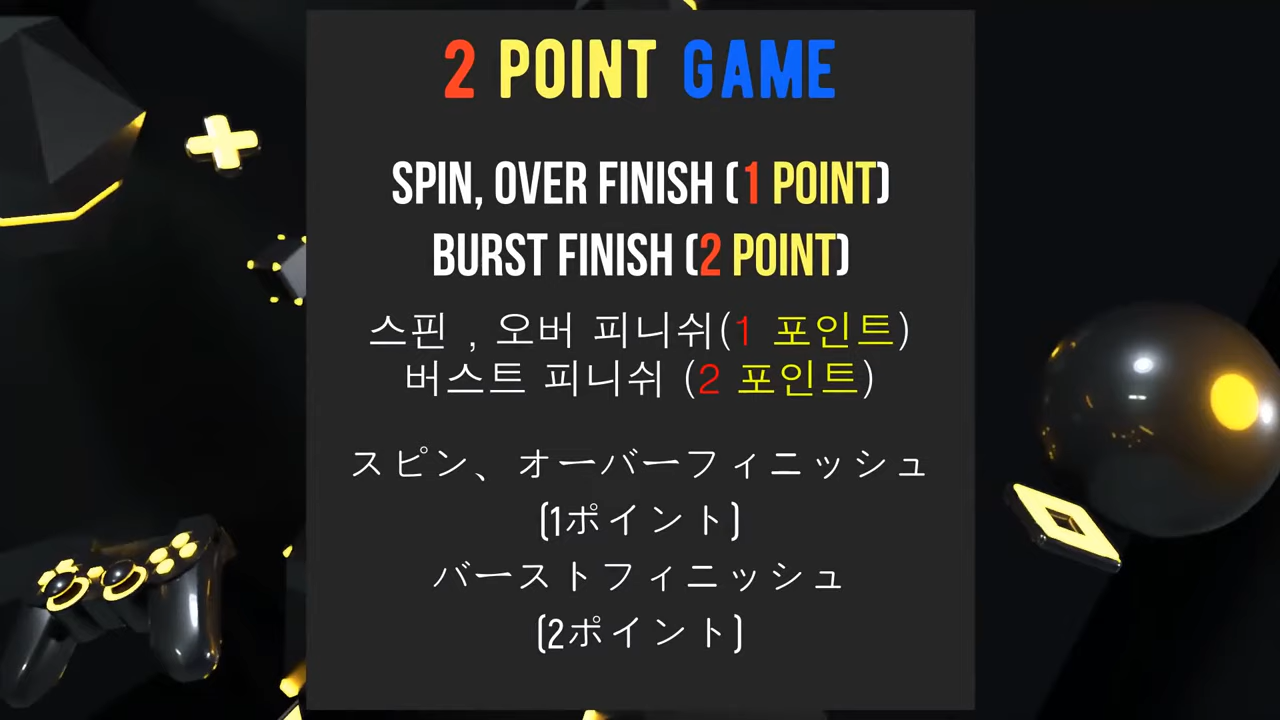 2 POINT GAME
SPIN, OVER FINISH (1 POINT)
BURST FINISH (2 POINT)
스핀 , 오버 피니쉬(1 포인트)
버스트 피니쉬 (2 포인트)
スピン、オーバーフィニッシュ
(1ポイント)
バーストフィニッシュ
(2ポイント)